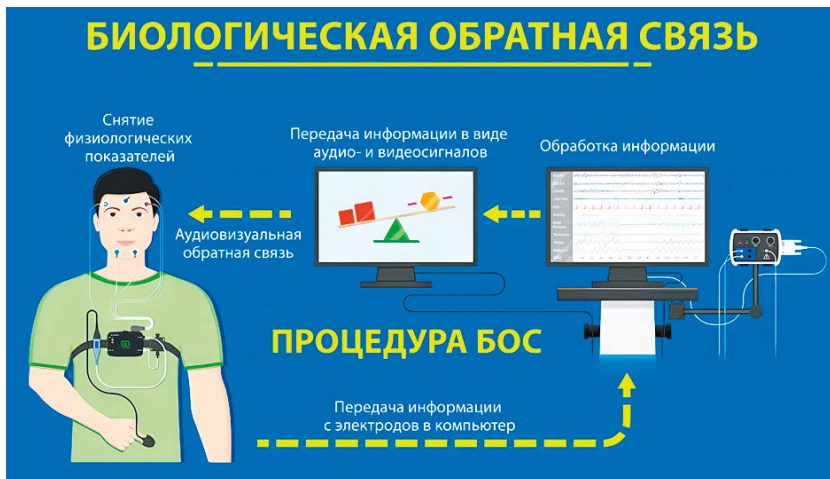 БИОЛОГИЧЕСКАЯ ОБРАТНАЯ СВЯЗЬ
Снятие
физиологических
показателей
Передача информации в виде
аудио- и видеосигналов
Обработка информации
Аудиовизуальная
обратная связь
ПРОЦЕДУРА БОС
Передача информации
с электродов в компьютер